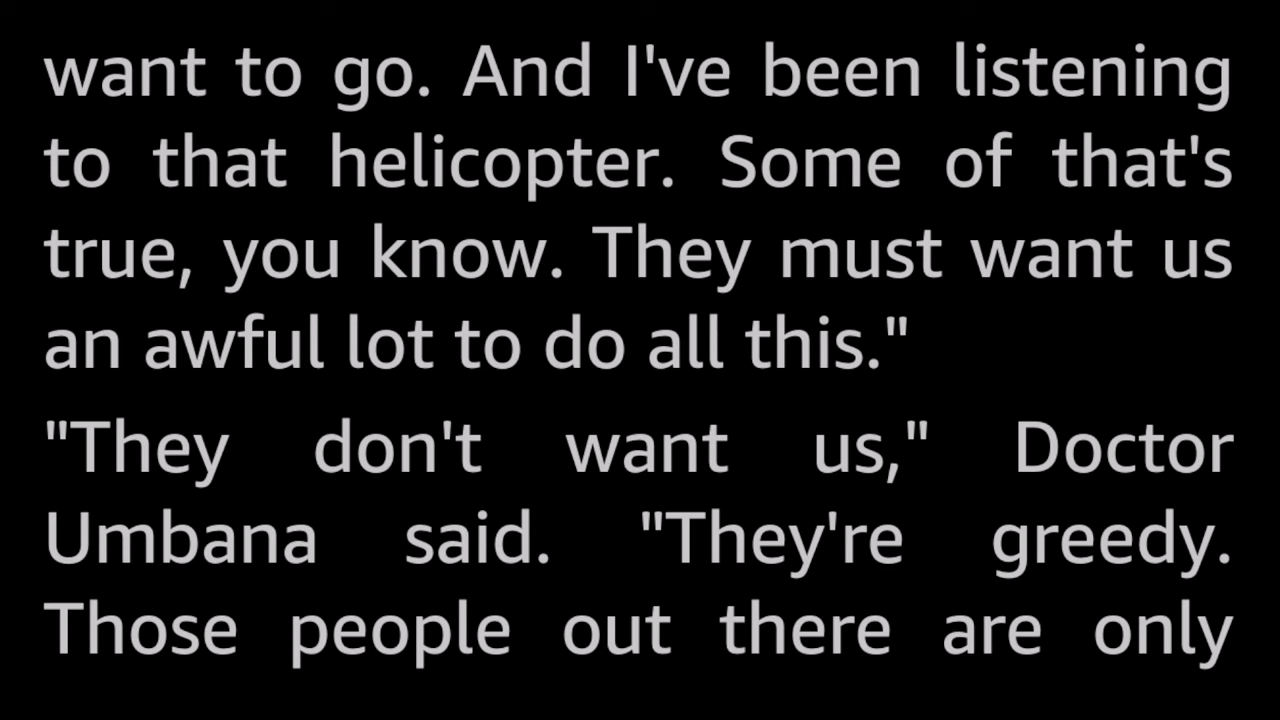 want to go. And I've been listening
to that helicopter. Some of that's
true, you know. They must want us
an awful lot to do all this."
"They don't want us," Doctor
Umbana said. "They're greedy.
Those people out there are only